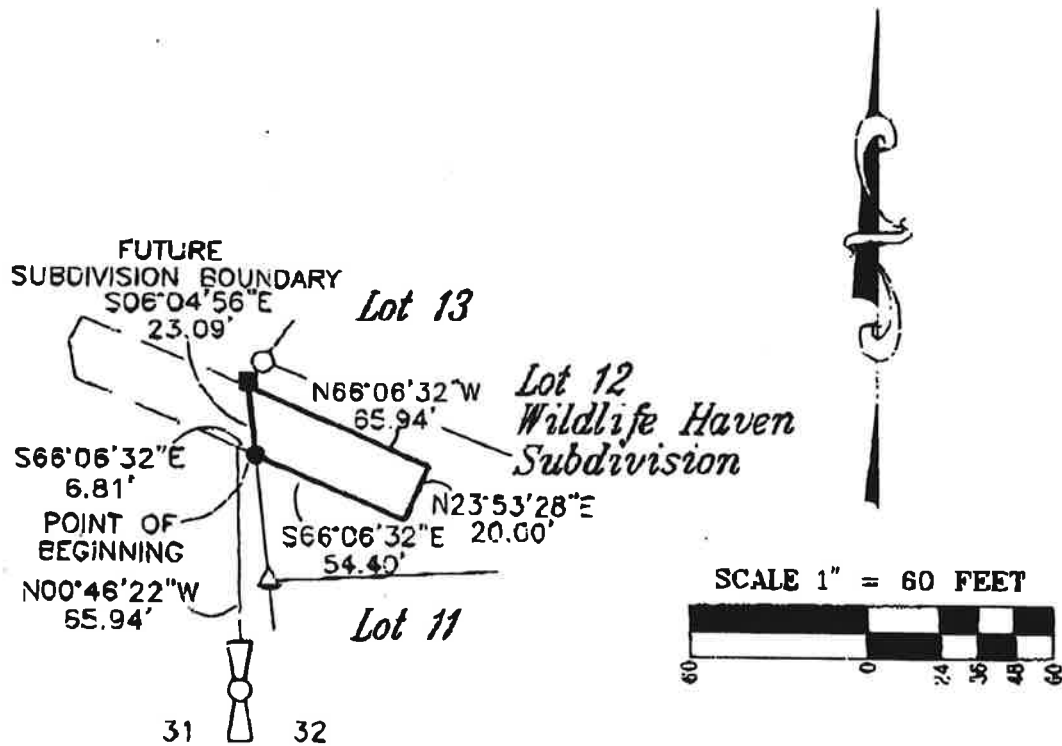 FUTURE
SUBDIVISION BOUNDARY
S06°04'56"E
23.09'
Lot 13
N66°06'32"W
65.94'
Lot 12
Wildlife Haven
Subdivision
S66°06'32"E
6.81'
POINT OF
BEGINNING
N00°46'22"W
65.94'
S66°06'32"E
54.40'
N23°53'28"E
20.00'
Lot 11
31 32
SCALE 1" = 60 FEET
60 0 24 36 48 60